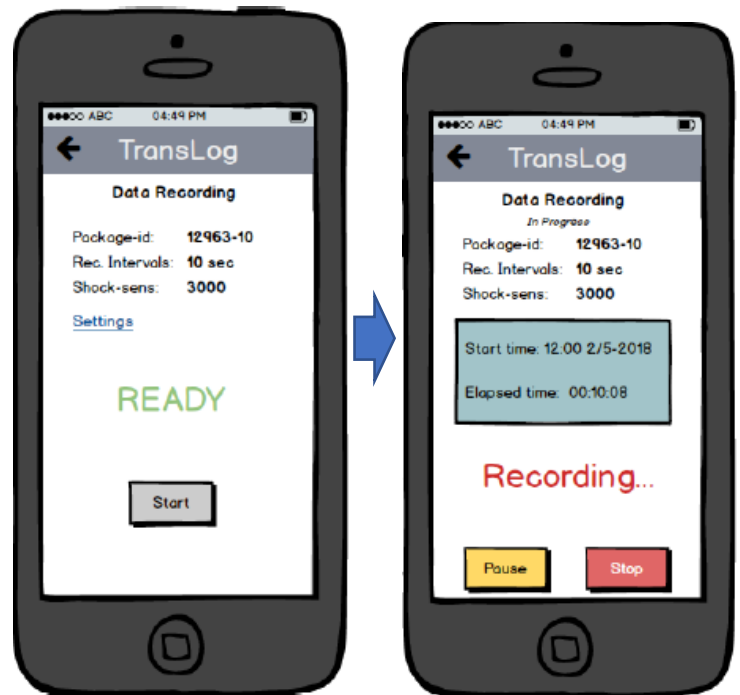 ABC 04:49 PM
TransLog
Data Recording
Package-id: 12963-10
Rec. Intervals: 10 sec
Shock-sens: 3000
Settings
READY
Start
ABC 04:49 PM
TransLog
Data Recording
In Progress
Package-id: 12963-10
Rec. Intervals: 10 sec
Shock-sens: 3000
Start time: 12:00 2/5-2018
Elapsed time: 00:10:08
Recording...
Pause Stop